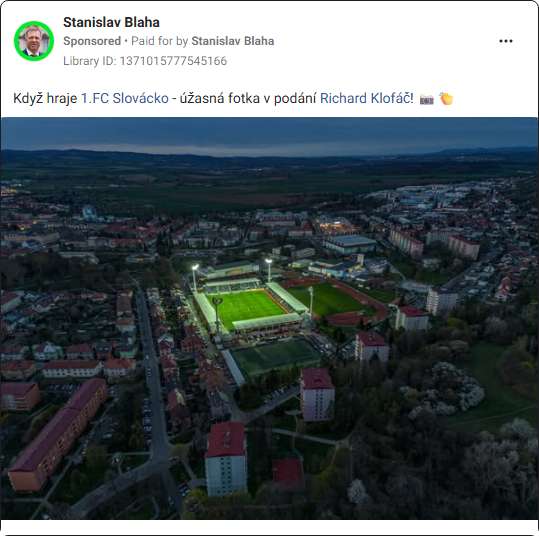 Stanislav Blaha
Sponsored • Paid for by Stanislav Blaha
Library ID: 1371015777545166
Když hraje 1.FC Slovácko - úžasná fotka v podání Richard Klofáč! 📷 👏